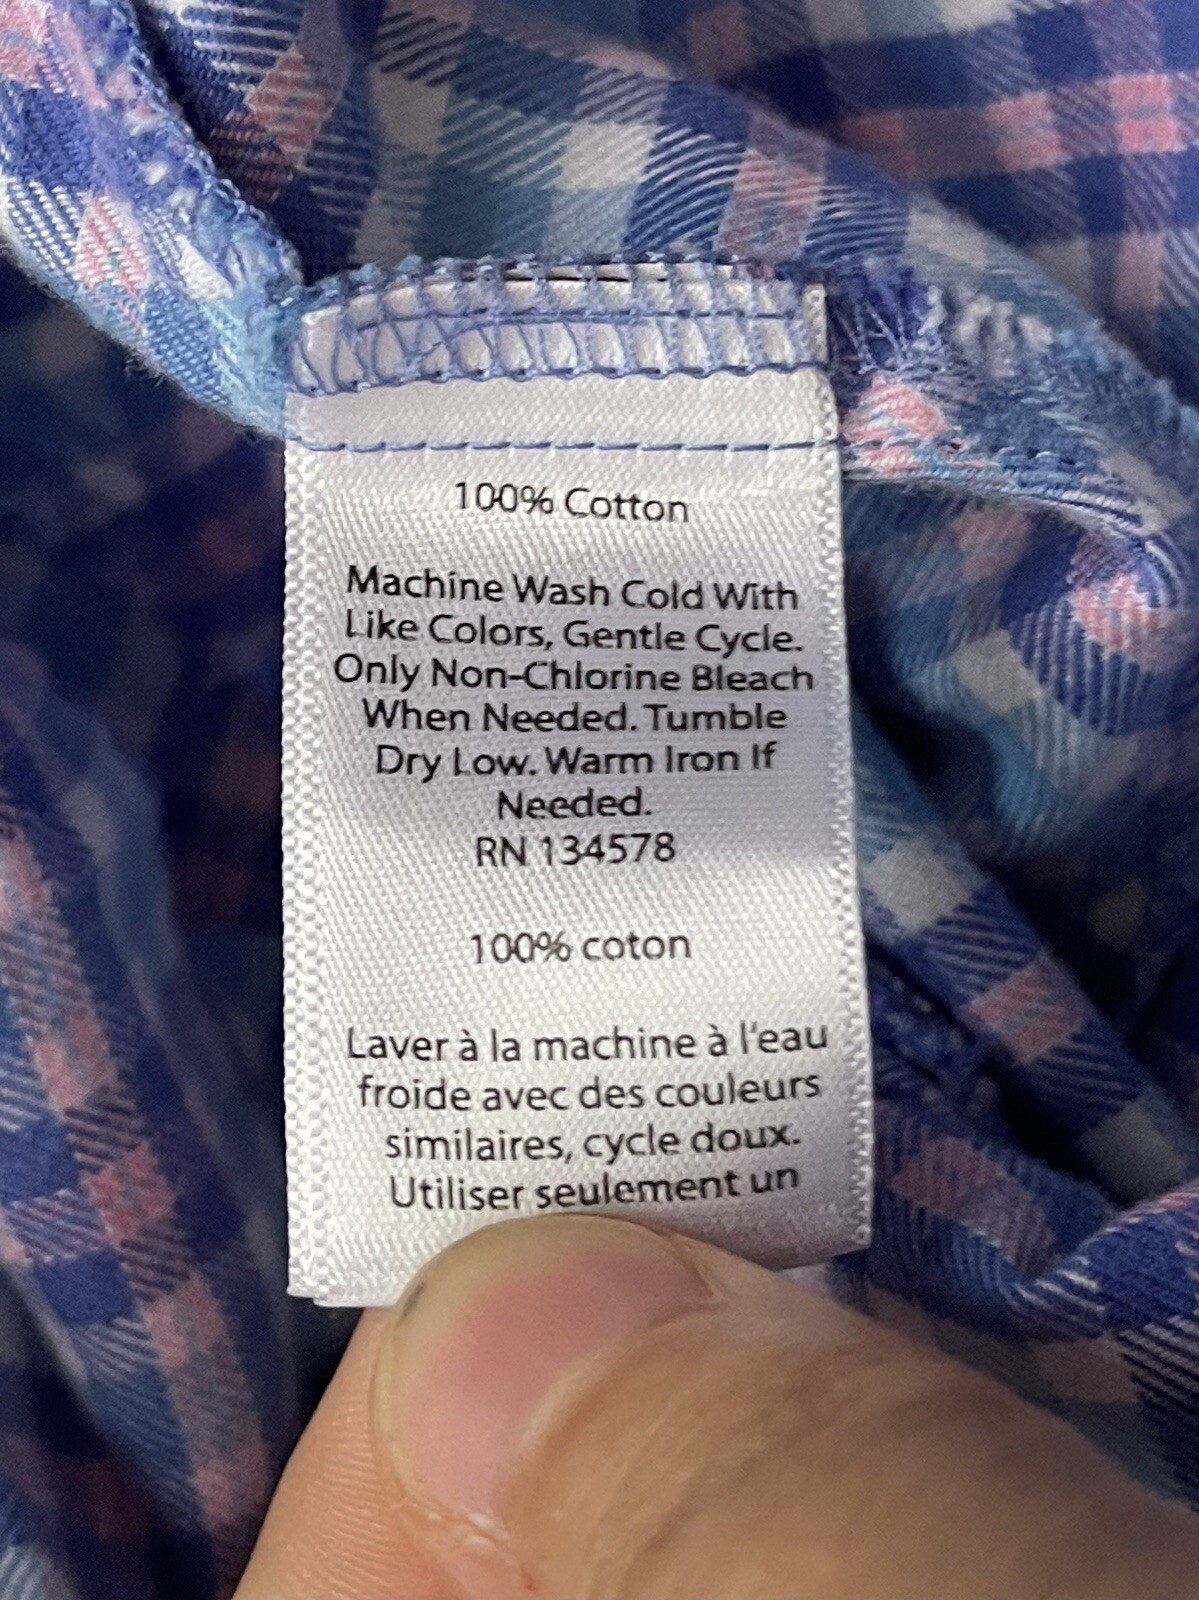 100% Cotton
Machine Wash Cold With
Like Colors, Gentle Cycle.
Only Non-Chlorine Bleach
When Needed. Tumble
Dry Low. Warm Iron If
Needed.
RN 134578
100% coton
Laver à la machine à l'eau
froide avec des couleurs
similaires, cycle doux.
Utiliser seulement un